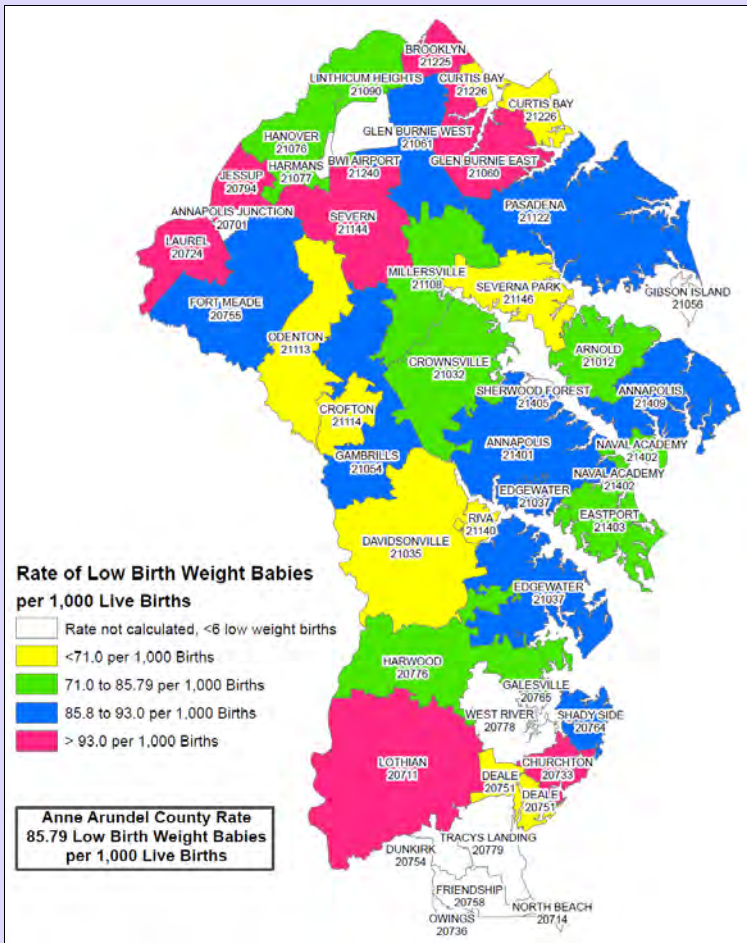 BROOKLYN
21225
CURTIS BAY
21226
LINTHICUM HEIGHTS
21090
CURTIS BAY
21226
GLEN BURNIE WEST
21061
HANOVER
21076
BWI AIRPORT
21240
GLEN BURNIE EAST
21060
HARMANS
21077
JESSUP
20794
ANNAPOLIS JUNCTION
20701
SEVERN
21144
PASADENA
21122
LAUREL
20724
MILLERSVILLE
21108
SEVERNA PARK
21146
GIBSON ISLAND
21056
FORT MEADE
20755
ODENTON
21113
ARNOLD
21012
CROWNSVILLE
21032
SHERWOOD FOREST
21405
ANNAPOLIS
21409
CROFTON
21114
ANNAPOLIS
21401
NAVAL ACADEMY
21402
GAMBRILLS
21054
NAVAL ACADEMY
21402
EDGEWATER
21037
EASTPORT
21403
RIVA
21140
DAVIDSONVILLE
21035
EDGEWATER
21037
Rate of Low Birth Weight Babies
per 1,000 Live Births
Rate not calculated, <6 low weight births
<71.0 per 1,000 Births
71.0 to 85.79 per 1,000 Births
85.8 to 93.0 per 1,000 Births
> 93.0 per 1,000 Births
HARWOOD
20776
GALESVILLE
20765
WEST RIVER
20778
SHADY SIDE
20764
LOTHIAN
20711
CHURCHTON
20733
DEALE
20751
DEALE
20751
Anne Arundel County Rate
85.79 Low Birth Weight Babies
per 1,000 Live Births
TRACYS LANDING
20779
DUNKIRK
20754
FRIENDSHIP
20758
NORTH BEACH
20714
OWINGS
20736